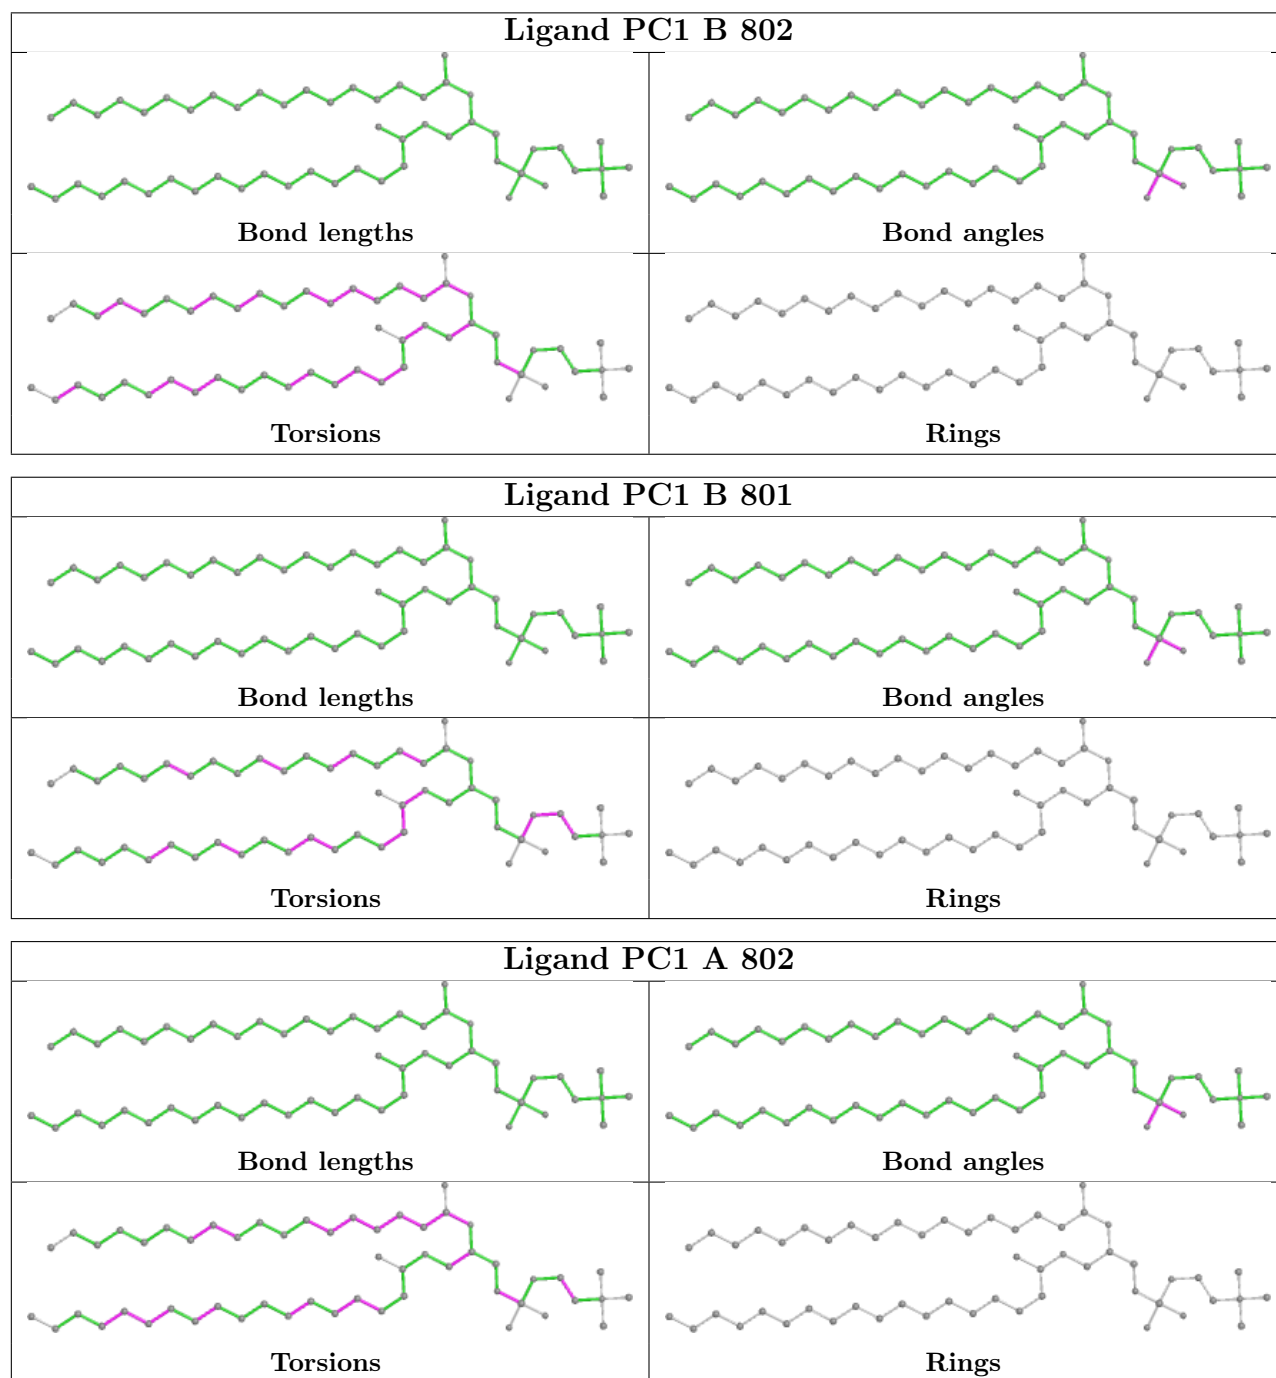 Ligand PC1 B 802
Bond lengths
Bond angles
Torsions
Rings
Ligand PC1 B 801
Bond lengths
Bond angles
Torsions
Rings
Ligand PC1 A 802
Bond lengths
Bond angles
Torsions
Rings